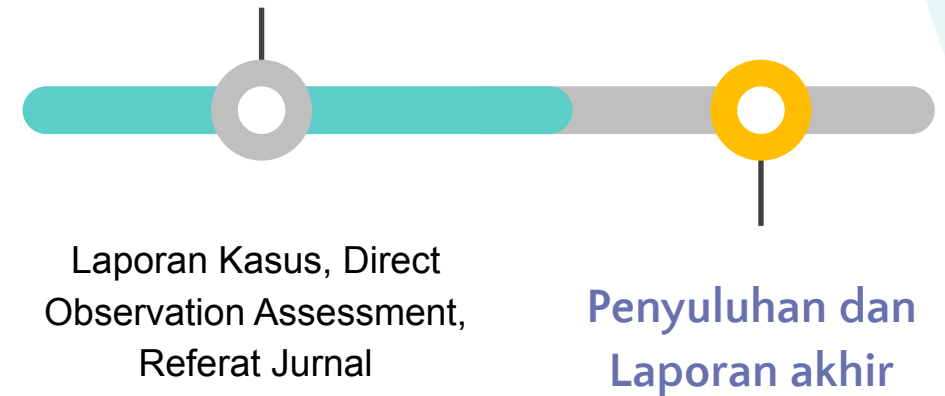 Laporan Kasus, Direct
Observation Assessment,
Referat Jurnal
Penyuluhan dan
Laporan akhir